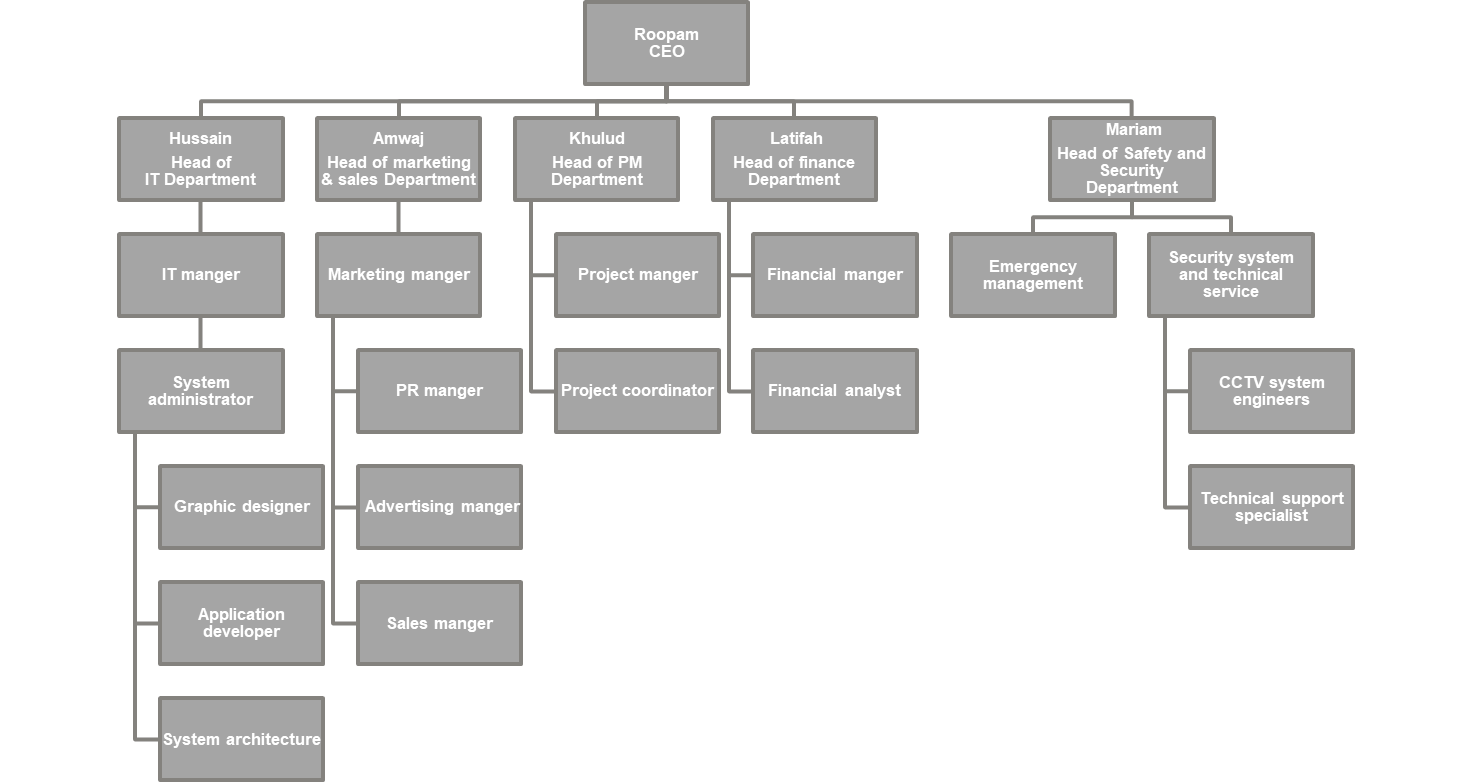 Roopam
CEO
Hussain
Head of
IT Department
Amwaj
Head of marketing
& sales Department
Khulud
Head of PM
Department
Latifah
Head of finance
Department
Mariam
Head of Safety and
Security
Department
IT manger
Marketing manger
Project manger
Financial manger
Emergency
management
Security system
and technical
service
System
administrator
PR manger
Project coordinator
Financial analyst
CCTV system
engineers
Graphic designer
Advertising manger
Technical support
specialist
Application
developer
Sales manger
System architecture